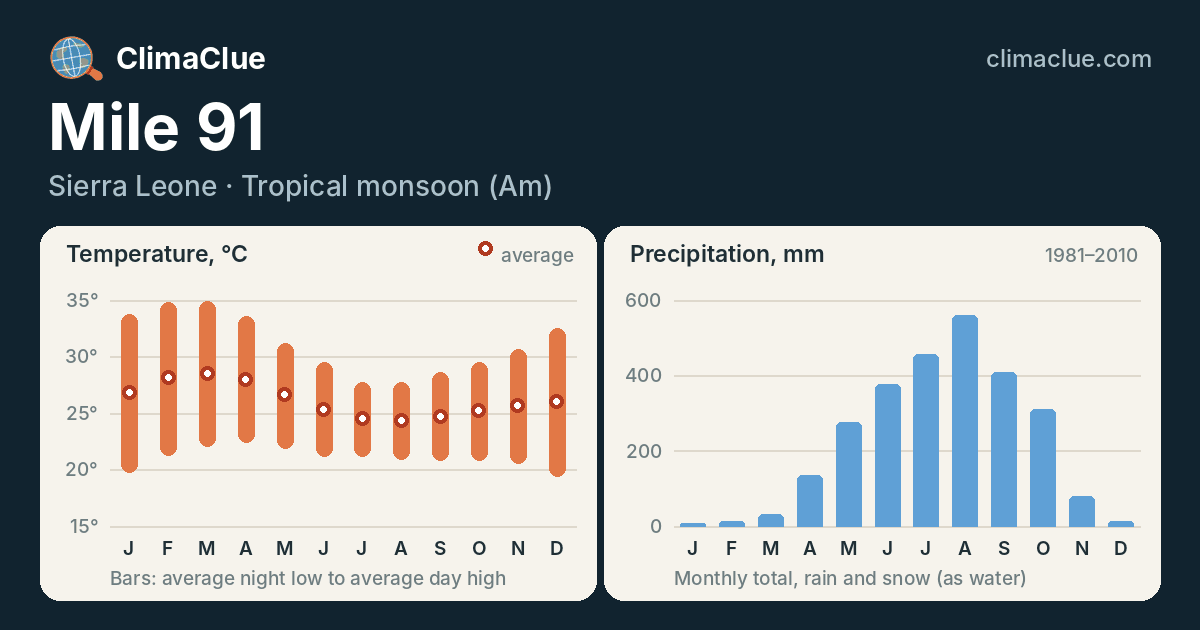 ClimaClue
climaclue.com
Mile 91
Sierra Leone · Tropical monsoon (Am)
Temperature, °C
average
35°
30°
25°
20°
15°
J F M A M J J A S O N D
Bars: average night low to average day high
Precipitation, mm
1981–2010
600
400
200
0
J F M A M J J A S O N D
Monthly total, rain and snow (as water)